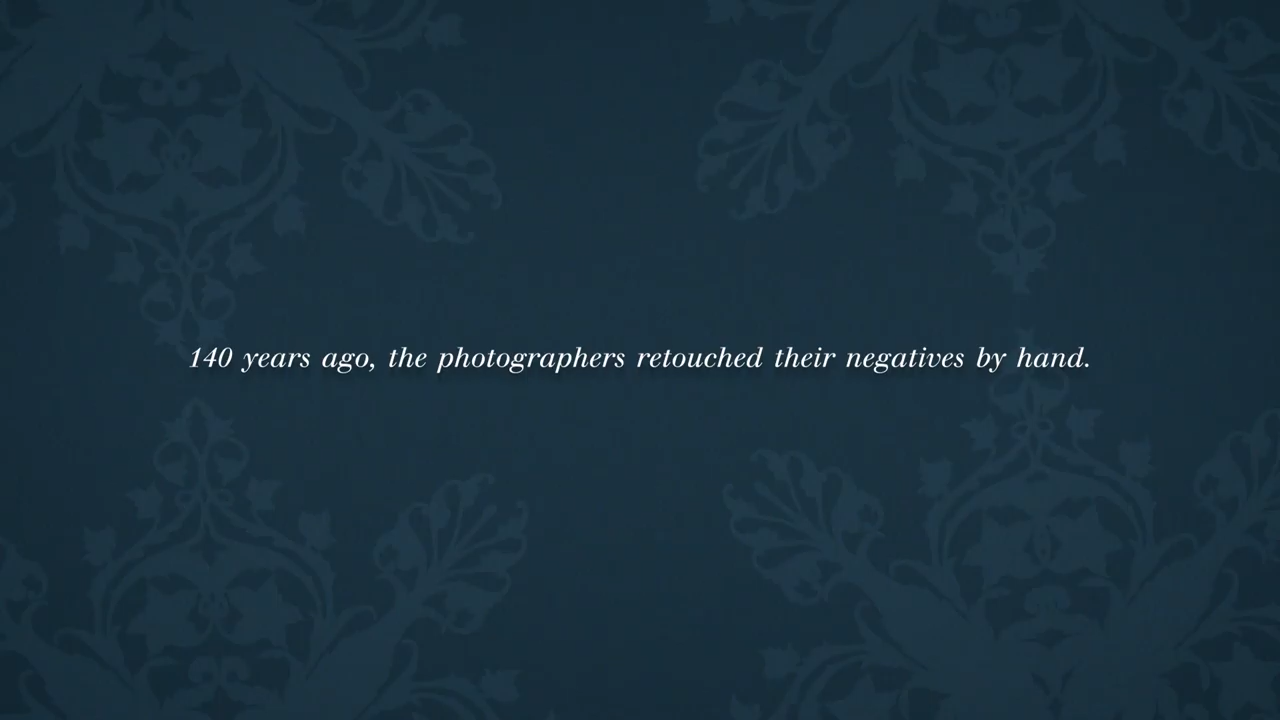 140 years ago, the photographers retouched their negatives by hand.